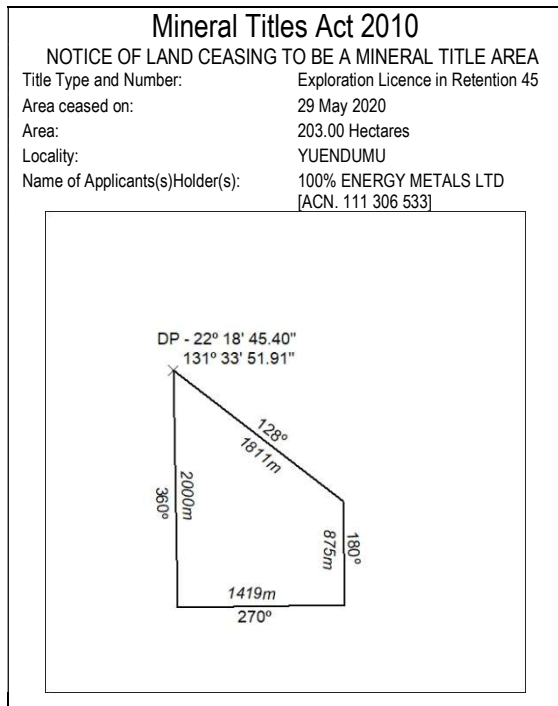 Mineral Titles Act 2010
NOTICE OF LAND CEASING TO BE A MINERAL TITLE AREA
Title Type and Number: Exploration Licence in Retention 45
Area ceased on: 29 May 2020
Area: 203.00 Hectares
Locality: YUENDUMU
Name of Applicants(s)Holder(s): 100% ENERGY METALS LTD
[ACN. 111 306 533]
DP - 22º 18' 45.40"
131º 33' 51.91"
128º
1811m
2000m
360º
180º
875m
1419m
270º